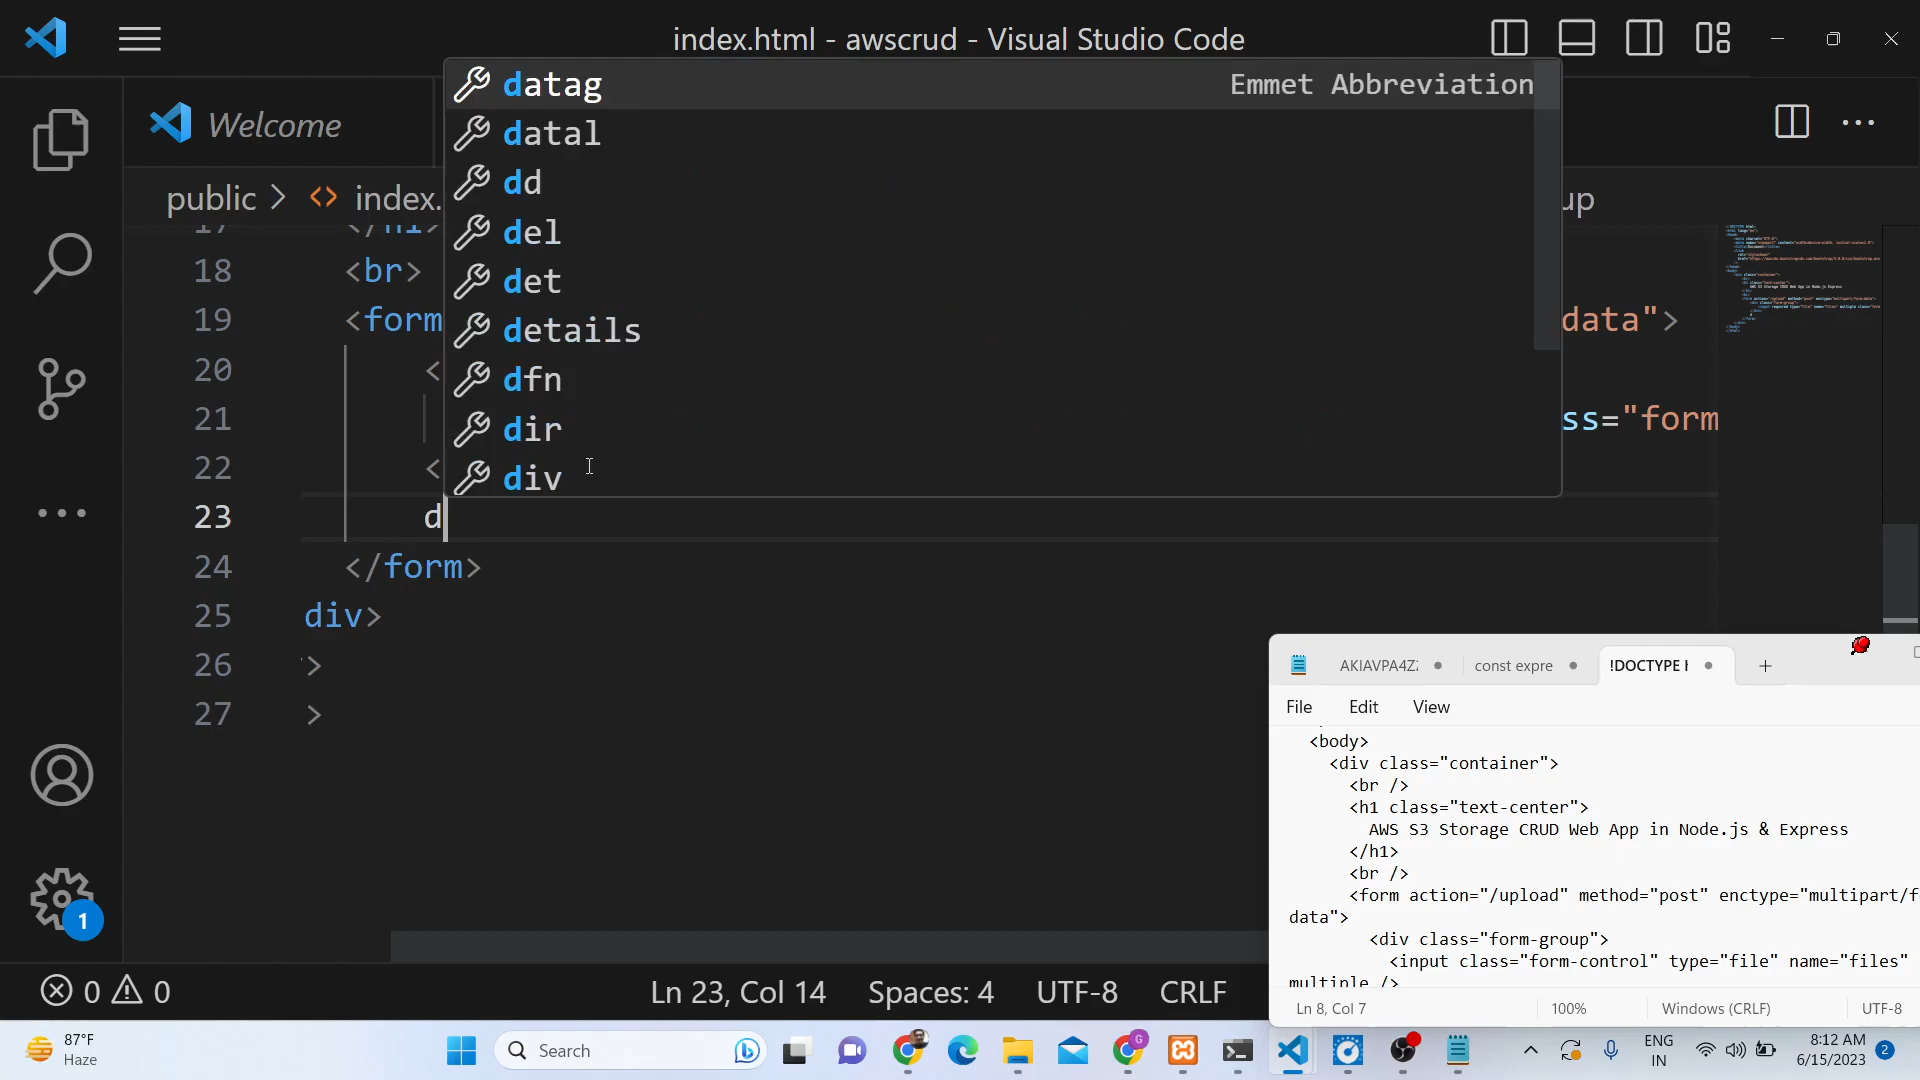 index.html - awscrud - Visual Studio Code
Welcome
public > <> index.
up
datag Emmet Abbreviation
datal
dd
del
det
details
dfn
dir
div
17 </h1>
18 <br>
19 <form data">
20 <
21 ss="form
22 <
23 d
24 </form>
25 div>
26 >
27 >
1
AKIAVPA4Z
const expre
!DOCTYPE
+
File Edit View
<body>
<div class="container">
<br />
<h1 class="text-center">
AWS S3 Storage CRUD Web App in Node.js & Express
</h1>
<br />
<form action="/upload" method="post" enctype="multipart/f
data">
<div class="form-group">
<input class="form-control" type="file" name="files"
multiple />
Ln 8, Col 7 100% Windows (CRLF) UTF-8
0 0 Ln 23, Col 14 Spaces: 4 UTF-8 CRLF
87°F
Haze
Search
ENG
IN
8:12 AM
6/15/2023
2